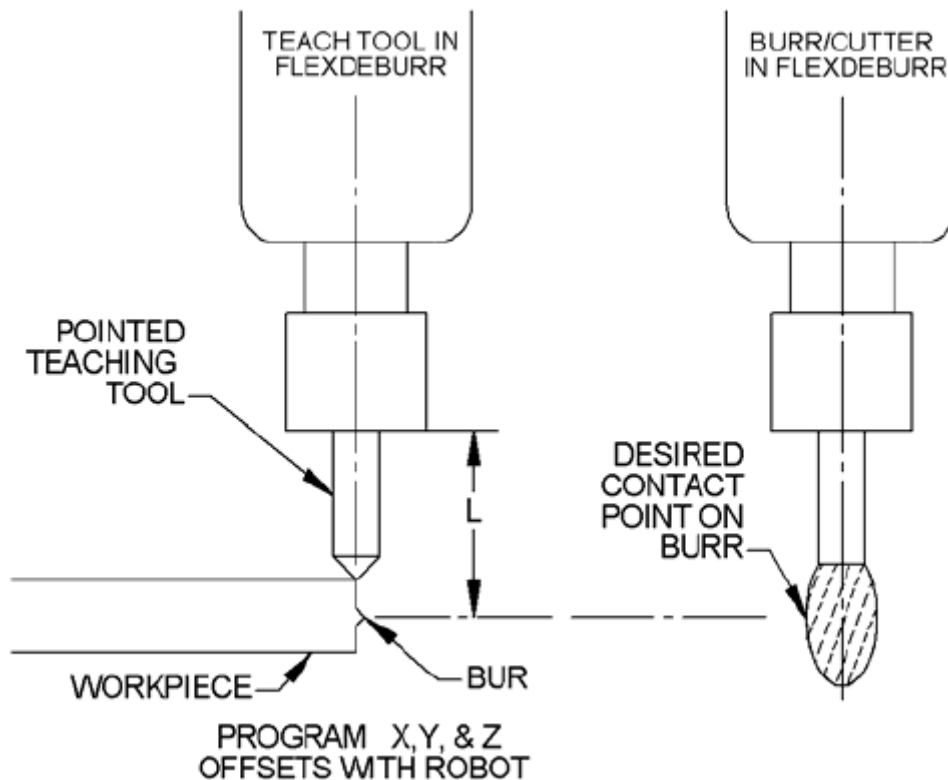 TEACH TOOL IN
FLEXDEBURR
BURR/CUTTER
IN FLEXDEBURR
POINTED
TEACHING
TOOL
L
DESIRED
CONTACT
POINT ON
BURR
WORKPIECE
BUR
PROGRAM X,Y, & Z
OFFSETS WITH ROBOT